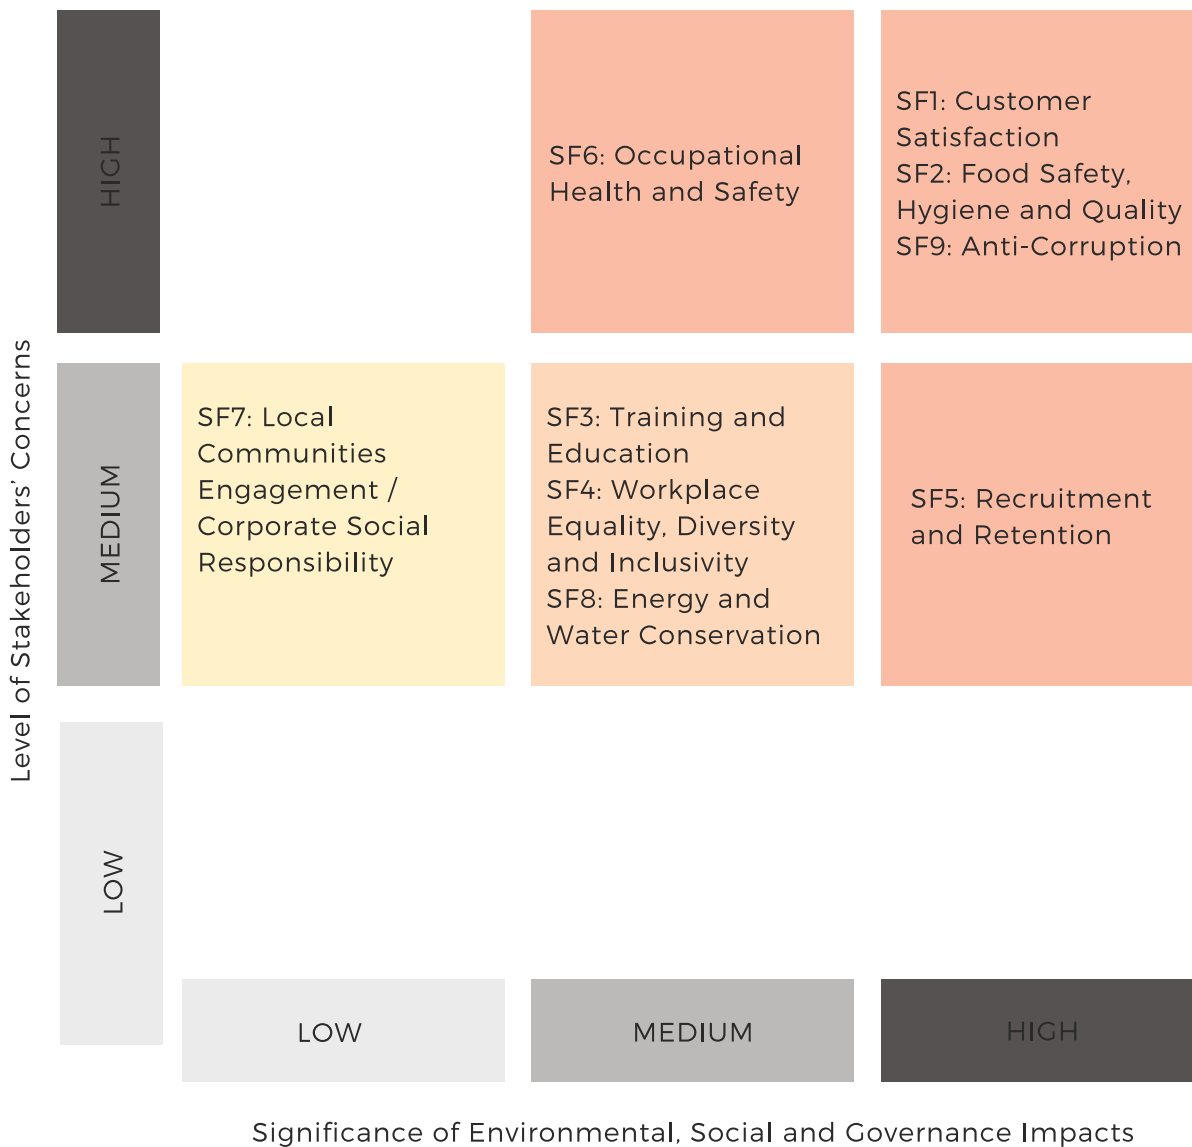 Level of Stakeholders’ Concerns
HIGH
SF6: Occupational
Health and Safety
SF1: Customer
Satisfaction
SF2: Food Safety,
Hygiene and Quality
SF9: Anti-Corruption
MEDIUM
SF7: Local
Communities
Engagement /
Corporate Social
Responsibility
SF3: Training and
Education
SF4: Workplace
Equality, Diversity
and Inclusivity
SF8: Energy and
Water Conservation
SF5: Recruitment
and Retention
LOW
LOW
MEDIUM
HIGH
Significance of Environmental, Social and Governance Impacts